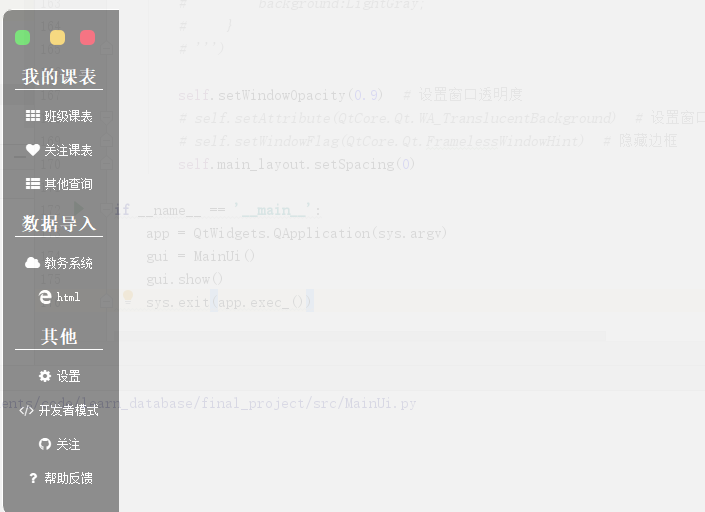 我的课表
班级课表
关注课表
其他查询
数据导入
教务系统
html
其他
设置
开发者模式
关注
帮助反馈
# background:LightGray;
# }
# ''')
self.setWindowOpacity(0.9) # 设置窗口透明度
# self.setAttribute(QtCore.Qt.WA_TranslucentBackground) # 设置窗口
# self.setWindowFlag(QtCore.Qt.FramelessWindowHint) # 隐藏边框
self.main_layout.setSpacing(0)
if __name__ == '__main__':
app = QtWidgets.QApplication(sys.argv)
gui = MainUi()
gui.show()
sys.exit(app.exec_())
ents/code/learn_database/final_project/src/MainUi.py